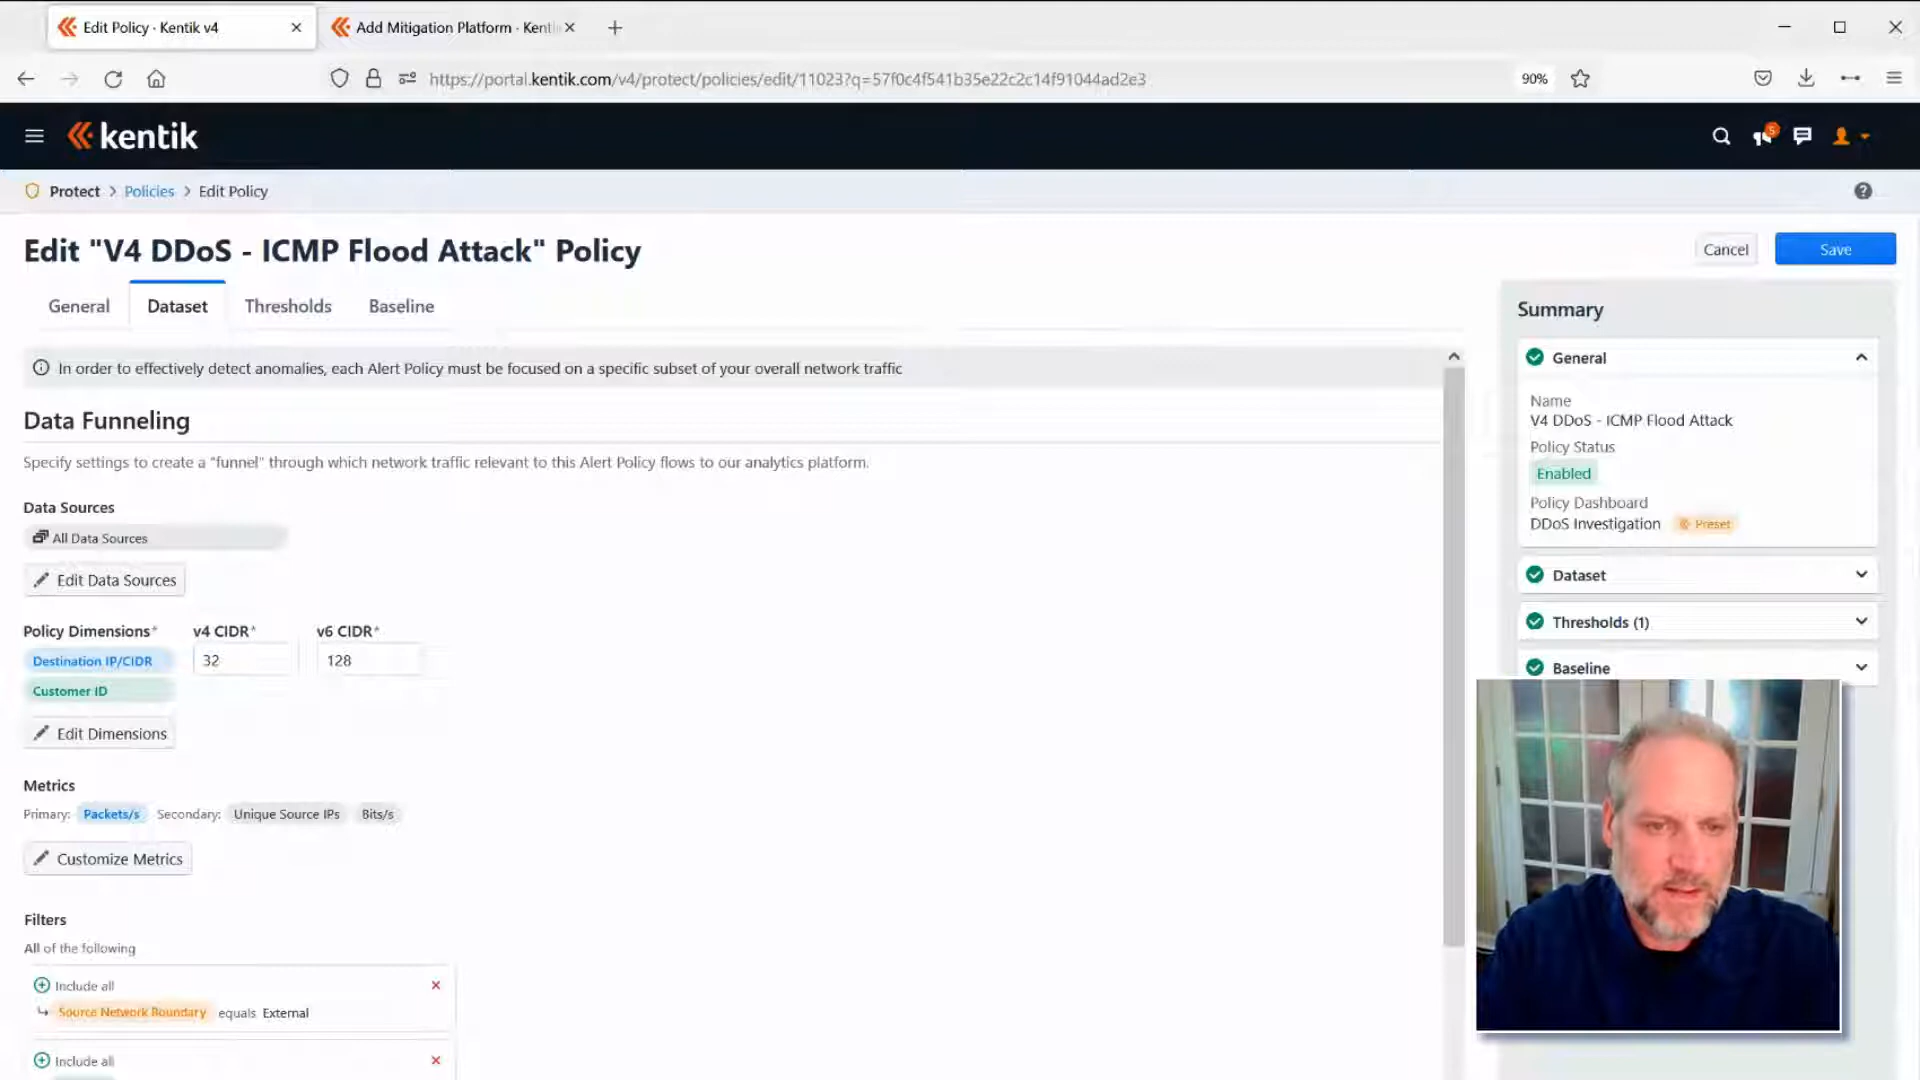 Edit Policy · Kentik v4
Add Mitigation Platform · Kenti
https://portal.kentik.com/v4/protect/policies/edit/11023?q=57f0c4f541b35e22c2c14f91044ad2e3
90%
kentik
5
Protect > Policies > Edit Policy
Edit "V4 DDoS - ICMP Flood Attack" Policy
Cancel
Save
General
Dataset
Thresholds
Baseline
In order to effectively detect anomalies, each Alert Policy must be focused on a specific subset of your overall network traffic
Data Funneling
Specify settings to create a "funnel" through which network traffic relevant to this Alert Policy flows to our analytics platform.
Data Sources
All Data Sources
Edit Data Sources
Policy Dimensions* v4 CIDR* v6 CIDR*
Destination IP/CIDR 32 128
Customer ID
Edit Dimensions
Metrics
Primary: Packets/s Secondary: Unique Source IPs Bits/s
Customize Metrics
Filters
All of the following
Include all
Source Network Boundary equals External
Include all
Summary
General
Name
V4 DDoS - ICMP Flood Attack
Policy Status
Enabled
Policy Dashboard
DDoS Investigation Preset
Dataset
Thresholds (1)
Baseline